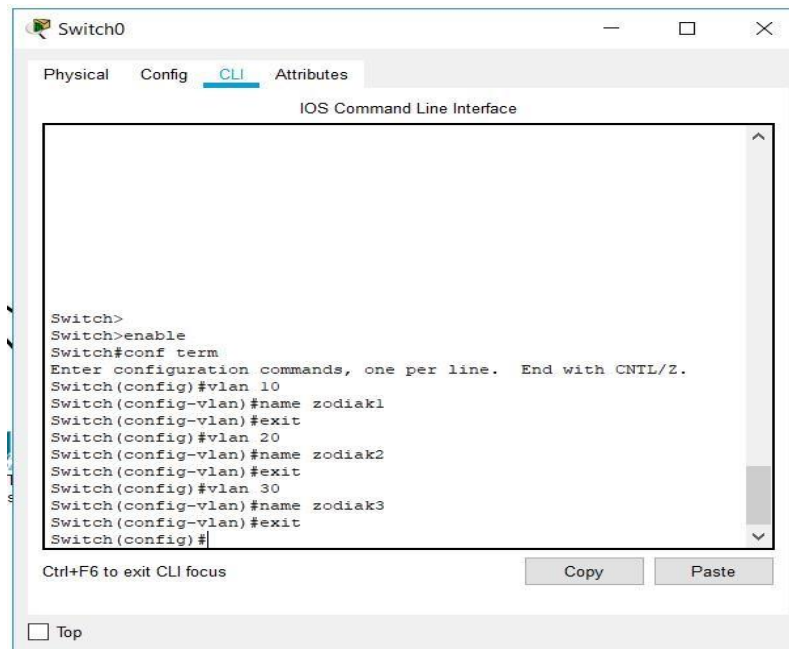 Switch0
Physical Config CLI Attributes
IOS Command Line Interface
Switch>
Switch>enable
Switch#conf term
Enter configuration commands, one per line.  End with CNTL/Z.
Switch(config)#vlan 10
Switch(config-vlan)#name zodiak1
Switch(config-vlan)#exit
Switch(config)#vlan 20
Switch(config-vlan)#name zodiak2
Switch(config-vlan)#exit
Switch(config)#vlan 30
Switch(config-vlan)#name zodiak3
Switch(config-vlan)#exit
Switch(config)#
Ctrl+F6 to exit CLI focus
Copy Paste
Top